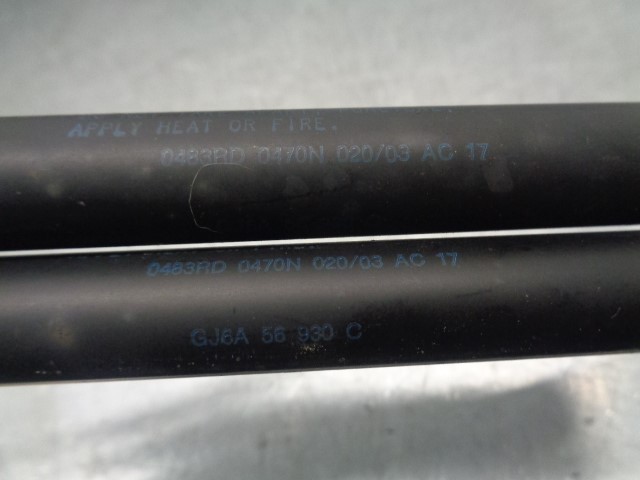 APPLY HEAT OR FIRE.
0483RD 0470N 020/03 AC 17
0483RD 0470N 020/03 AC 17
GJ6A 56 930 C